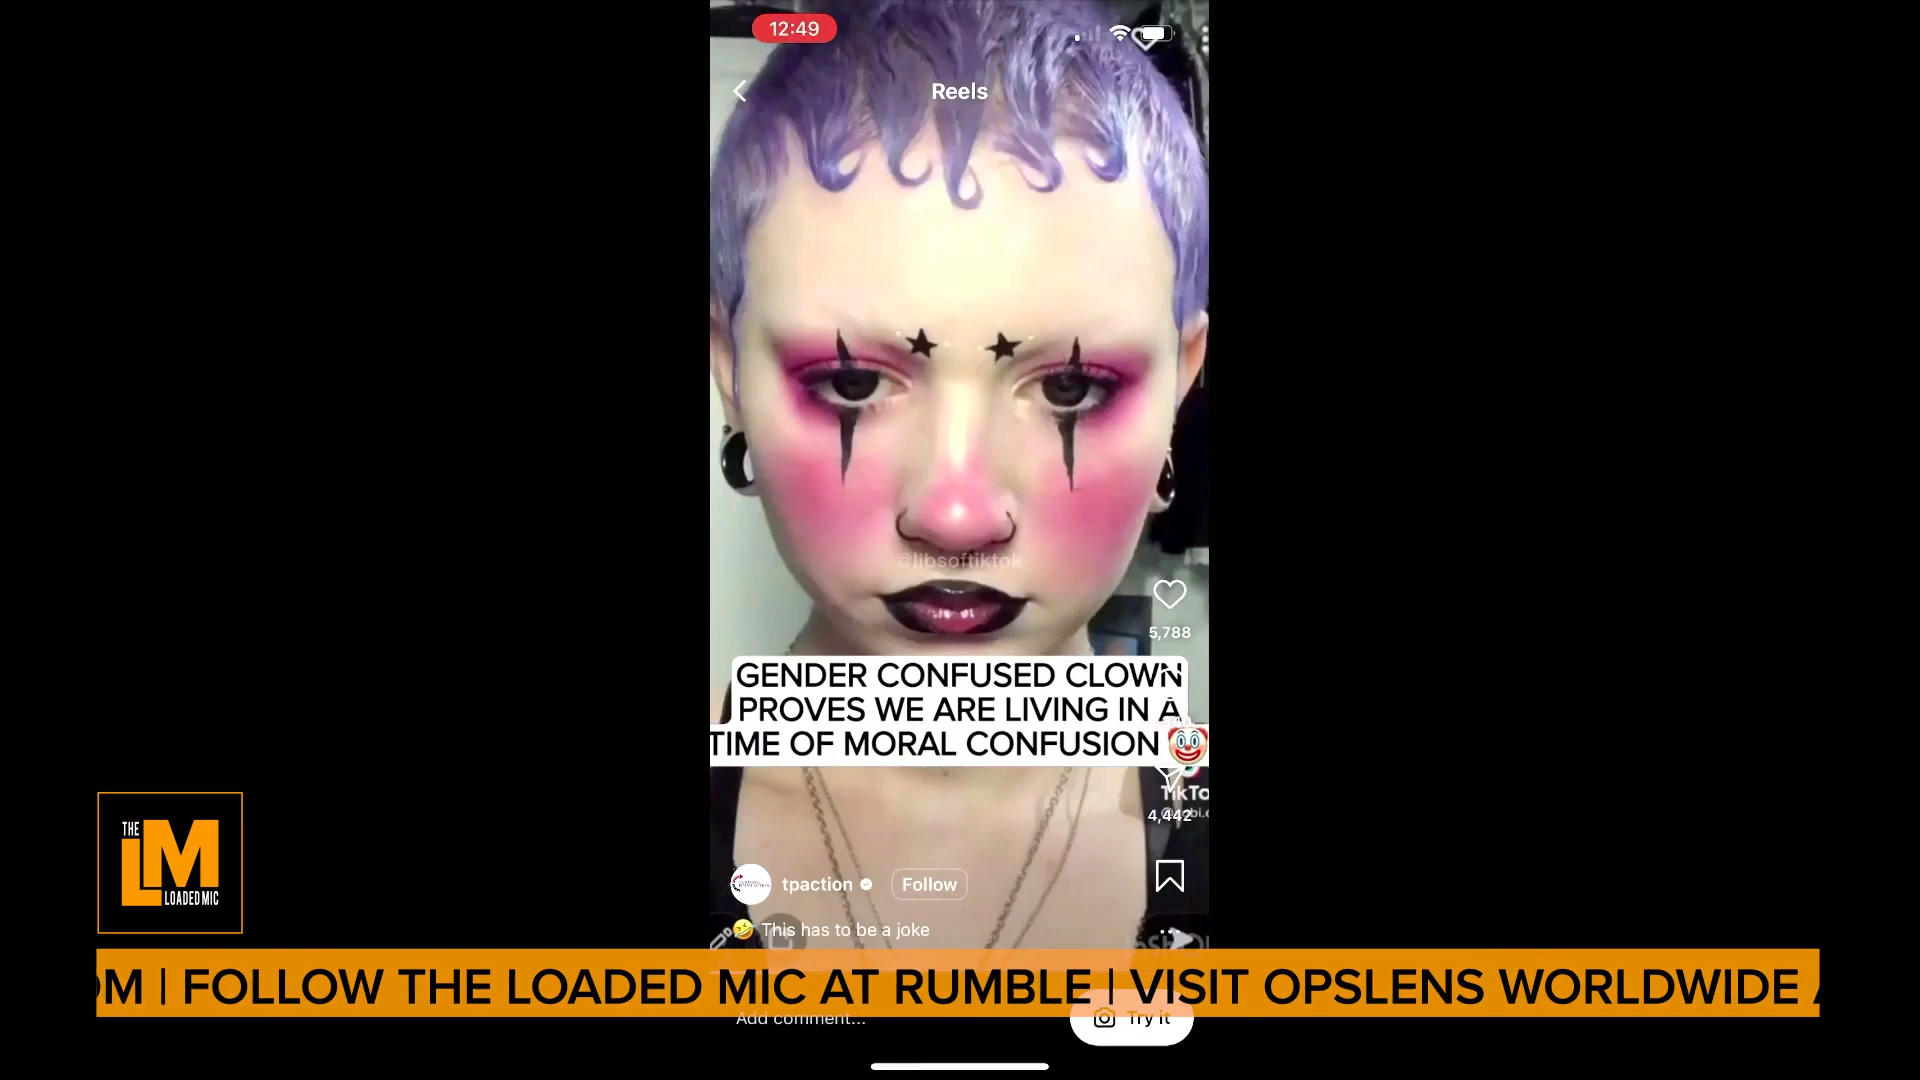 12:49
Reels
@libsoftiktok
5,788
GENDER CONFUSED CLOWN
PROVES WE ARE LIVING IN A
TIME OF MORAL CONFUSION
TikTo
4,442
tpaction
Follow
This has to be a joke
THE
LM
LOADED MIC
OM | FOLLOW THE LOADED MIC AT RUMBLE | VISIT OPSLENS WORLDWIDE
Add comment...
Try it